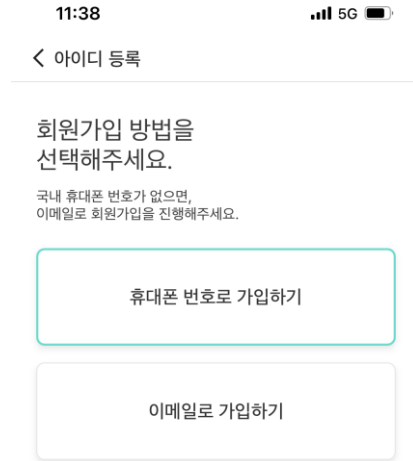 11:38 5G
아이디 등록
회원가입 방법을
선택해주세요.
국내 휴대폰 번호가 없으면,
이메일로 회원가입을 진행해주세요.
휴대폰 번호로 가입하기
이메일로 가입하기